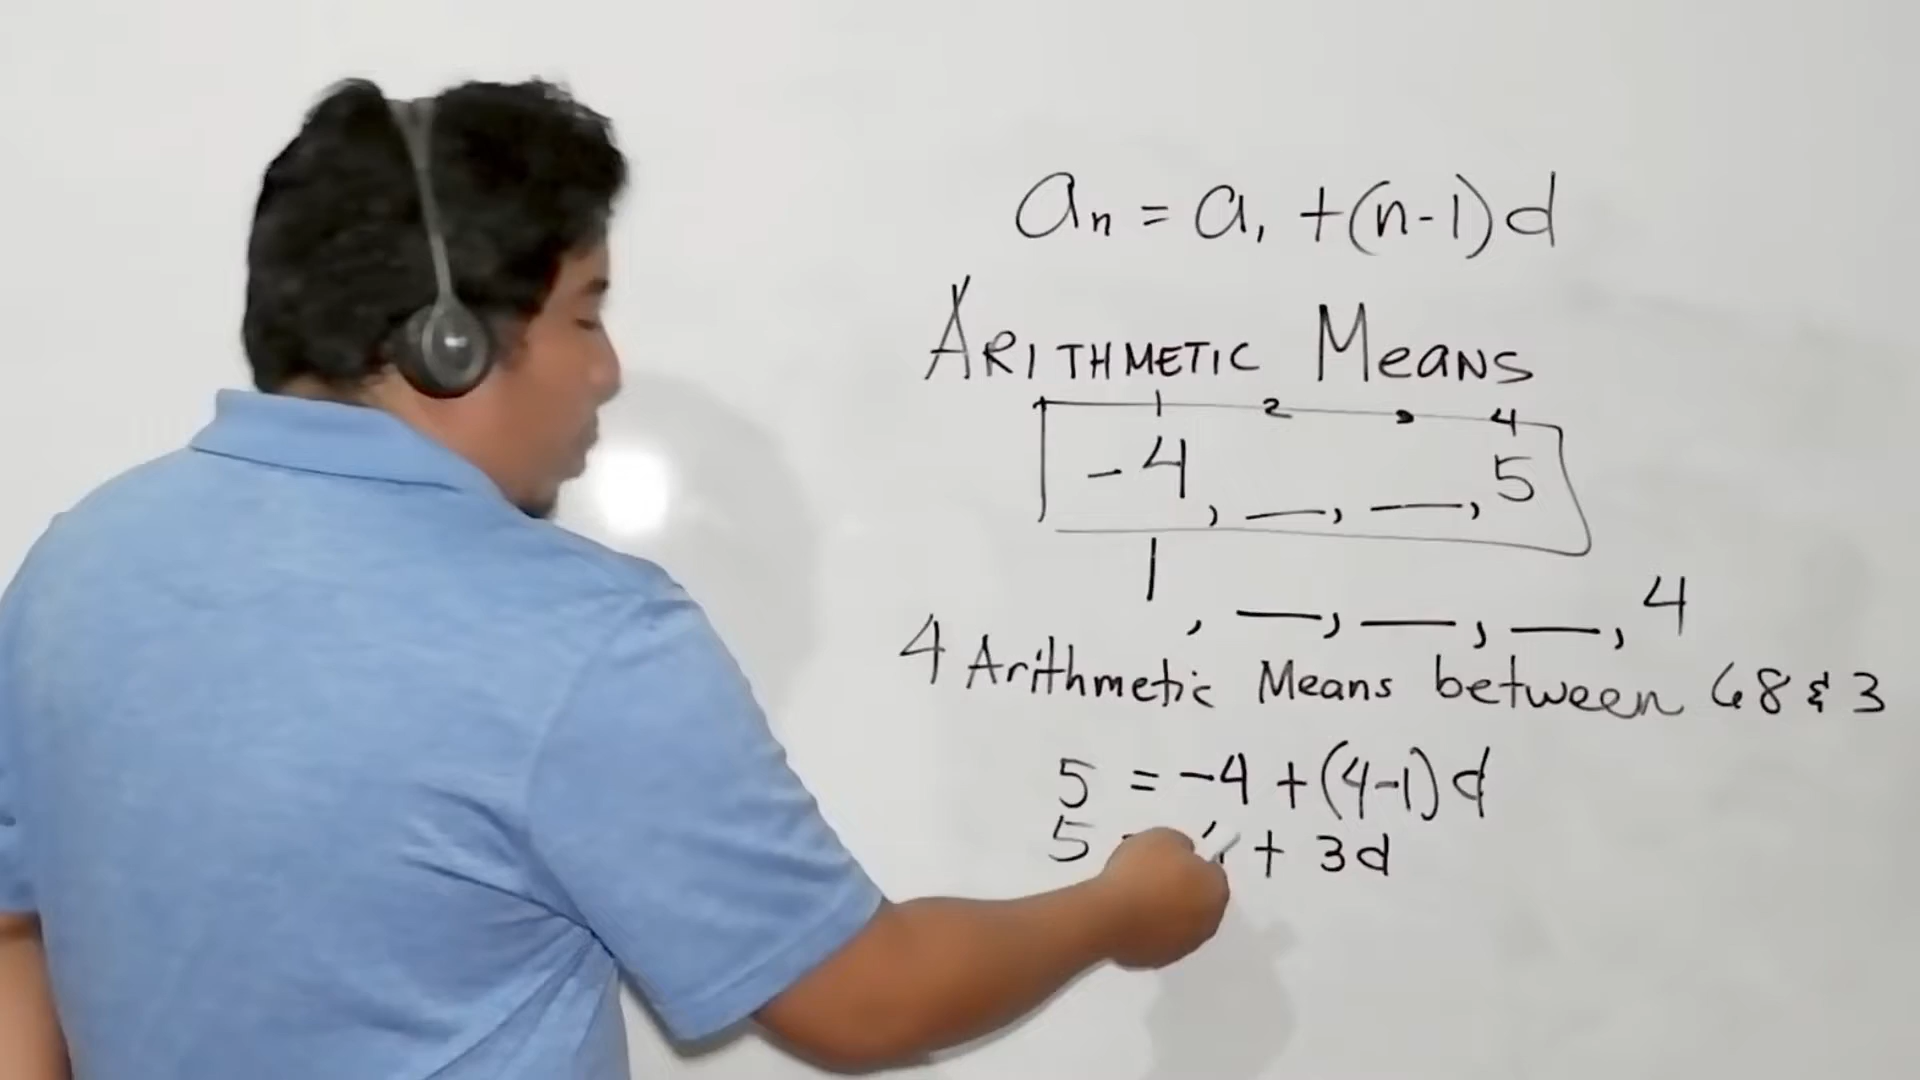 an = a1 + (n-1)d
ARITHMETIC MEANS
1 2 3 4
-4, __, __, 5
1, __, __, __, 4
4 Arithmetic Means between 68 & 3
5 = -4 + (4-1)d
5 + 3d